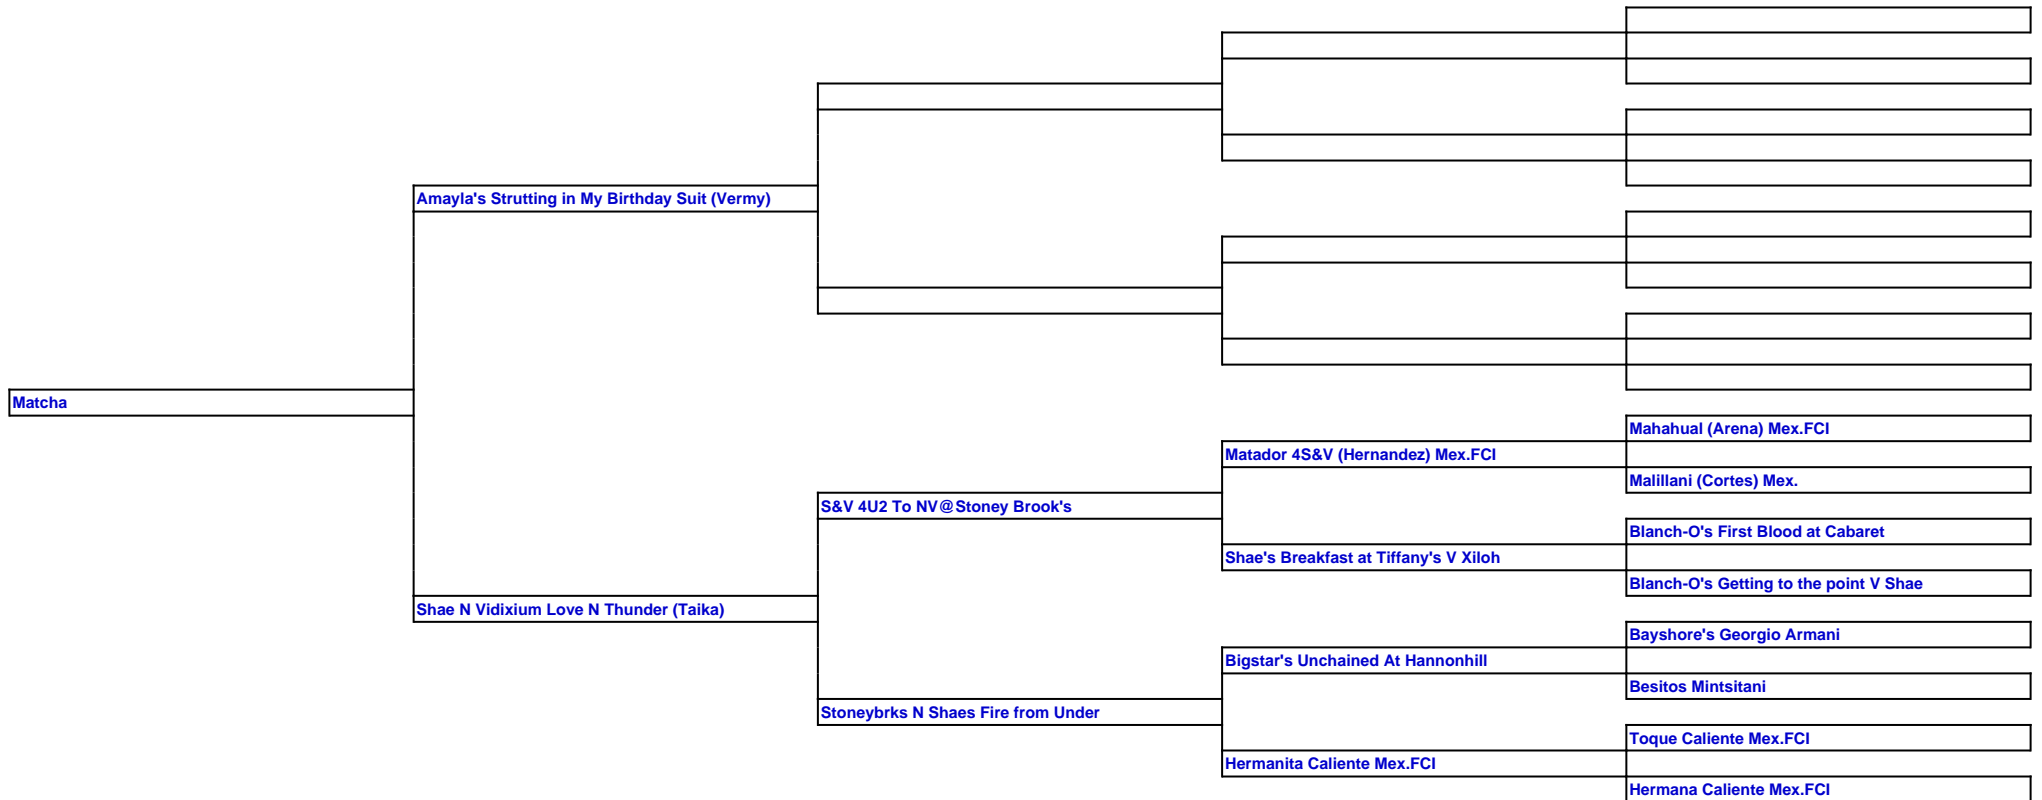 Amayla's Strutting in My Birthday Suit (Vermy)
Matcha
Mahahual (Arena) Mex.FCI
Matador 4S&V (Hernandez) Mex.FCI
Malillani (Cortes) Mex.
S&V 4U2 To NV@Stoney Brook's
Blanch-O's First Blood at Cabaret
Shae's Breakfast at Tiffany's V Xiloh
Blanch-O's Getting to the point V Shae
Shae N Vidixium Love N Thunder (Taika)
Bayshore's Georgio Armani
Bigstar's Unchained At Hannonhill
Besitos Mintsitani
Stoneybrks N Shaes Fire from Under
Toque Caliente Mex.FCI
Hermanita Caliente Mex.FCI
Hermana Caliente Mex.FCI